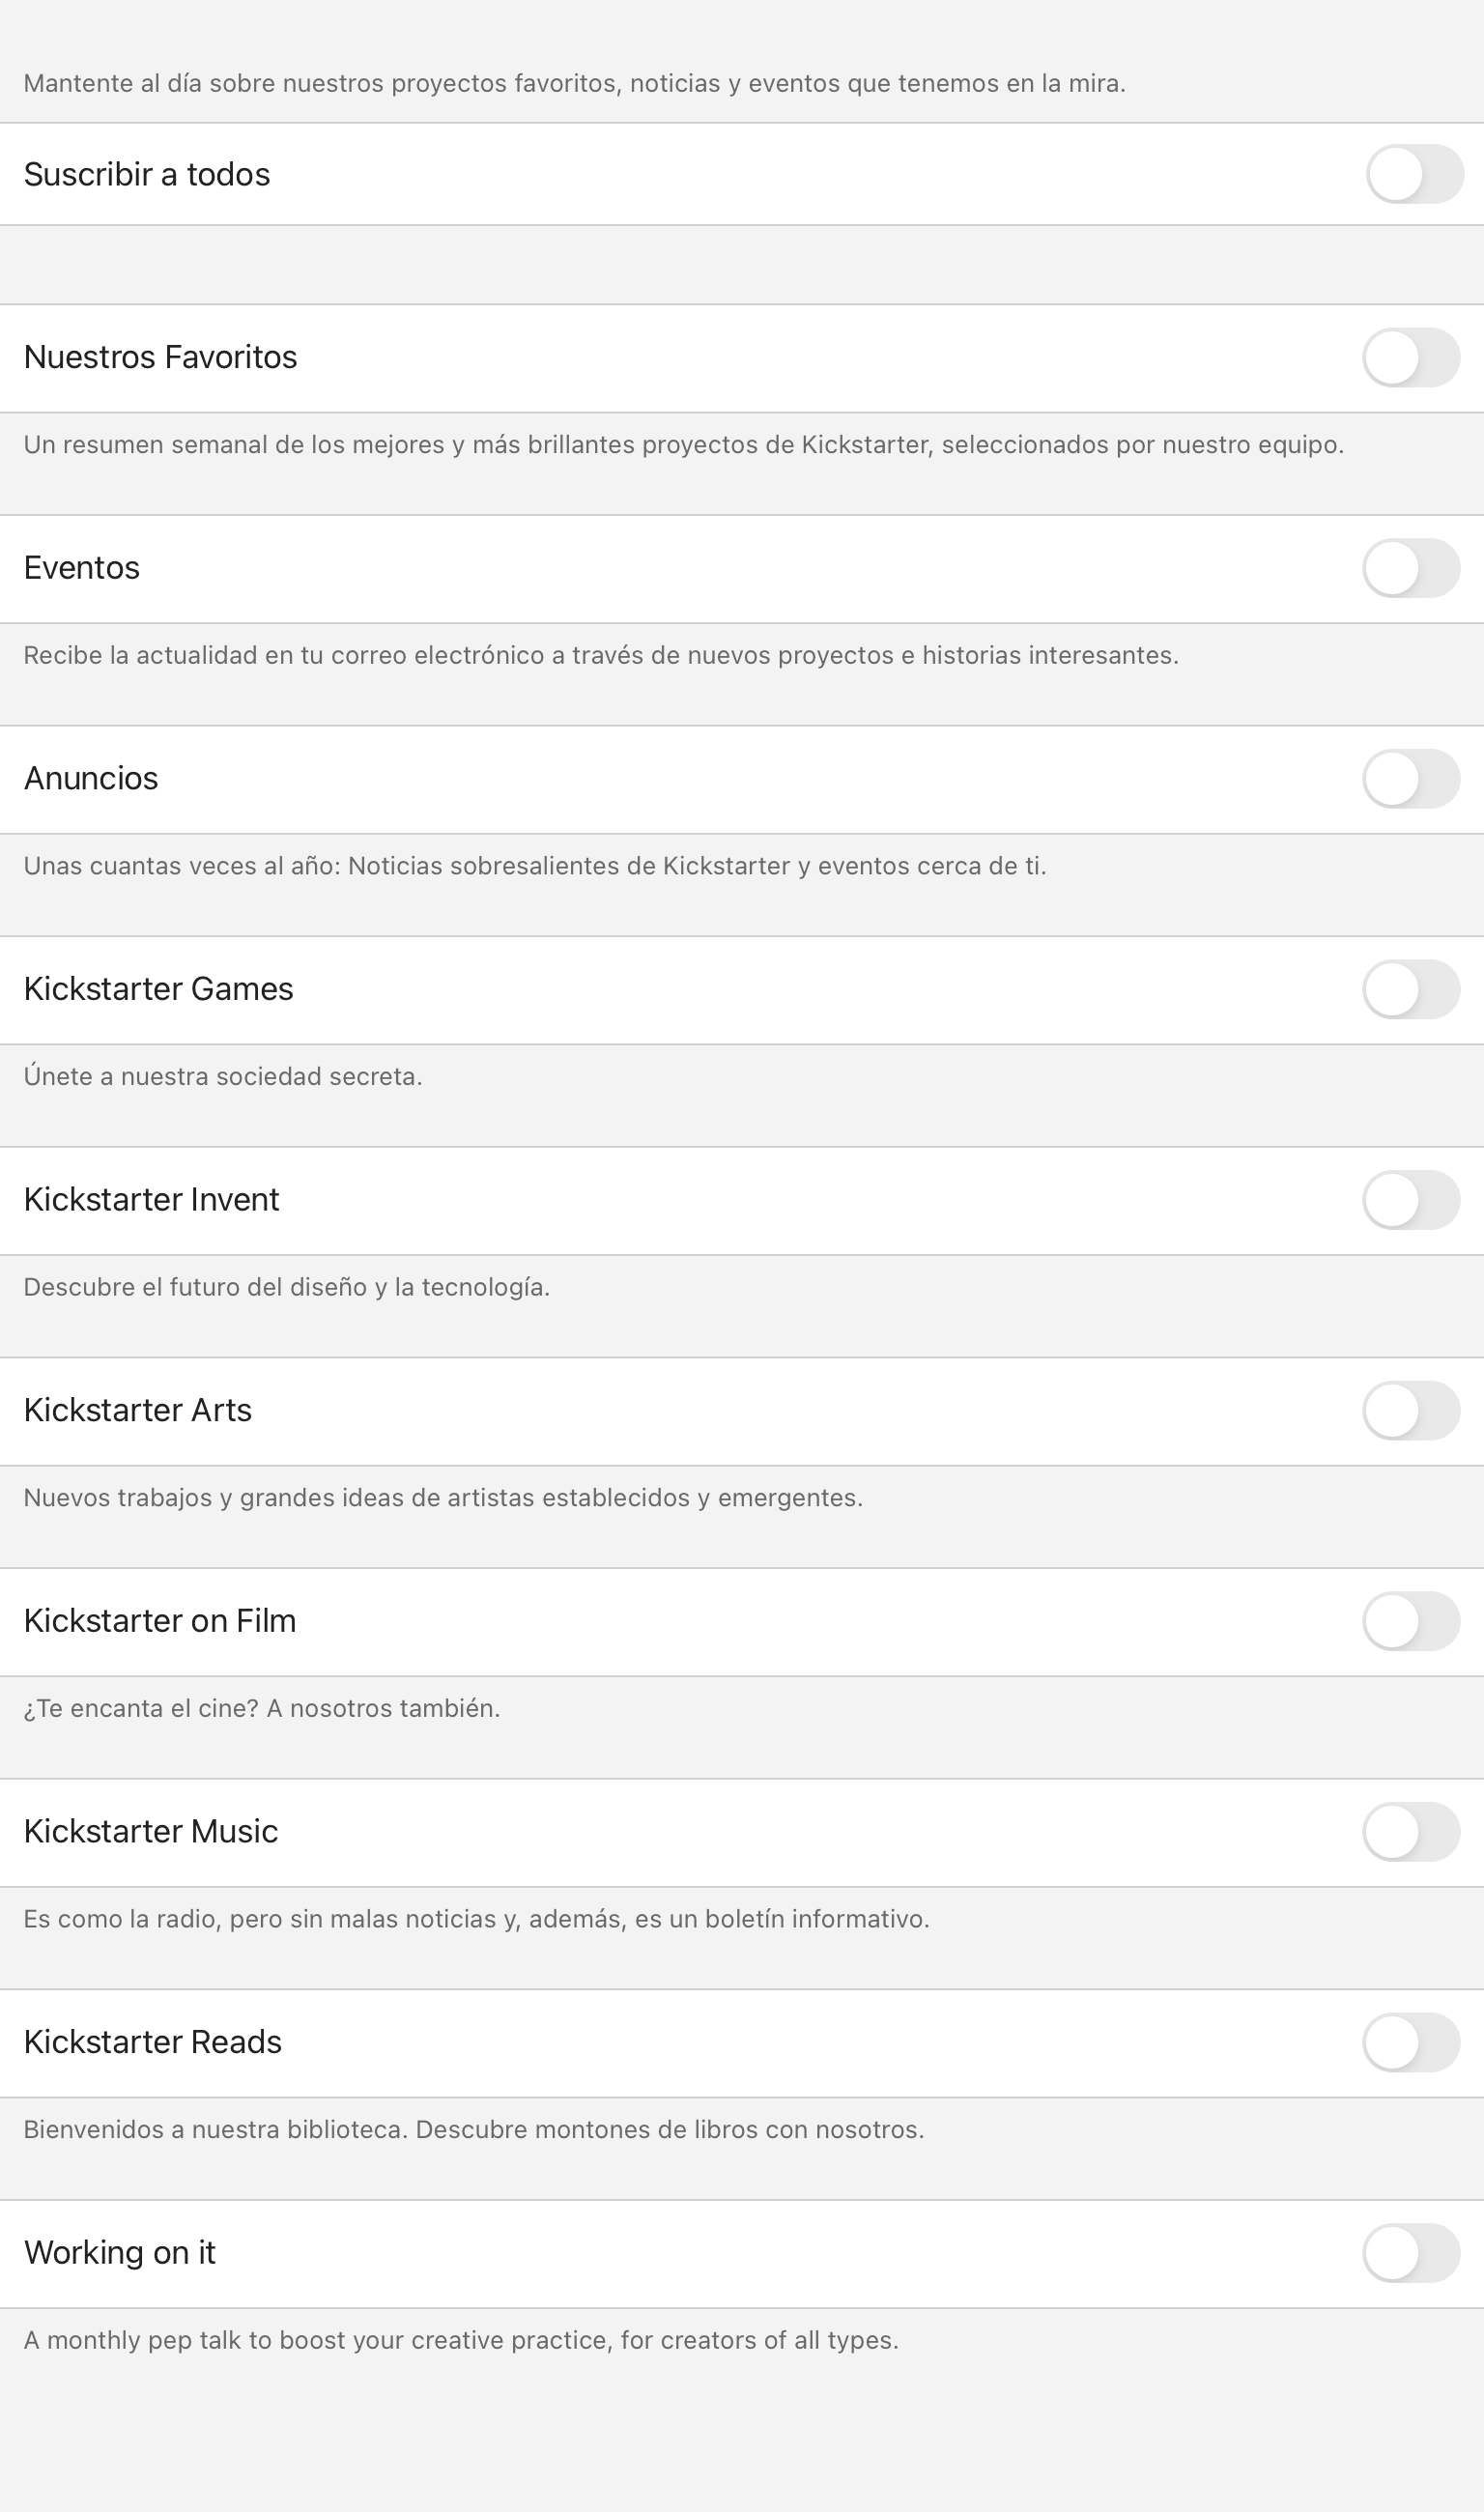 Mantente al día sobre nuestros proyectos favoritos, noticias y eventos que tenemos en la mira.
Suscribir a todos
Nuestros Favoritos
Un resumen semanal de los mejores y más brillantes proyectos de Kickstarter, seleccionados por nuestro equipo.
Eventos
Recibe la actualidad en tu correo electrónico a través de nuevos proyectos e historias interesantes.
Anuncios
Unas cuantas veces al año: Noticias sobresalientes de Kickstarter y eventos cerca de ti.
Kickstarter Games
Únete a nuestra sociedad secreta.
Kickstarter Invent
Descubre el futuro del diseño y la tecnología.
Kickstarter Arts
Nuevos trabajos y grandes ideas de artistas establecidos y emergentes.
Kickstarter on Film
¿Te encanta el cine? A nosotros también.
Kickstarter Music
Es como la radio, pero sin malas noticias y, además, es un boletín informativo.
Kickstarter Reads
Bienvenidos a nuestra biblioteca. Descubre montones de libros con nosotros.
Working on it
A monthly pep talk to boost your creative practice, for creators of all types.